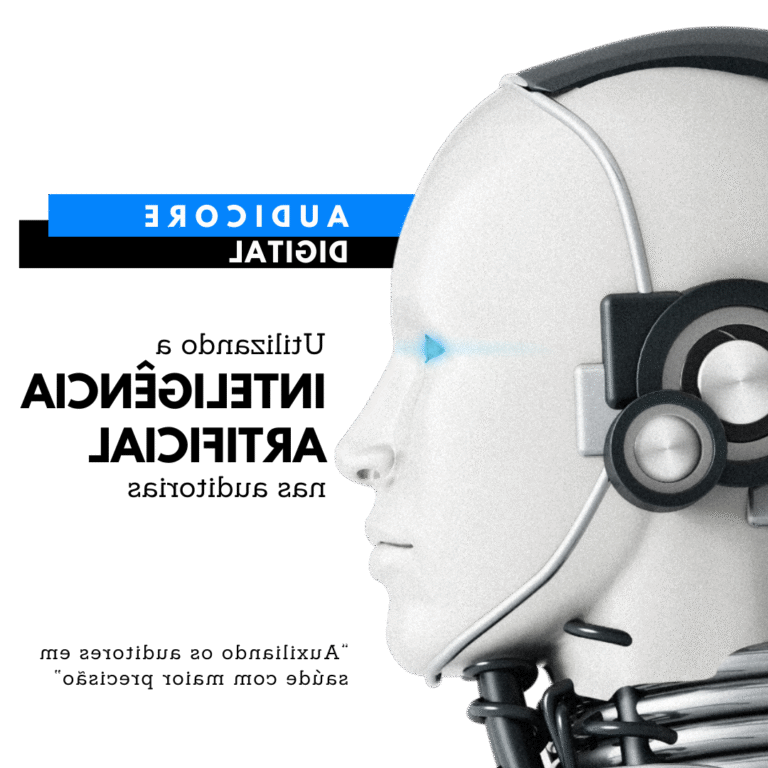 AUDICORE
DIGITAL
Utilizando a
INTELIGÊNCIA
ARTIFICIAL
nas auditorias
“Auxiliando os auditores em
saúde com maior precisão”